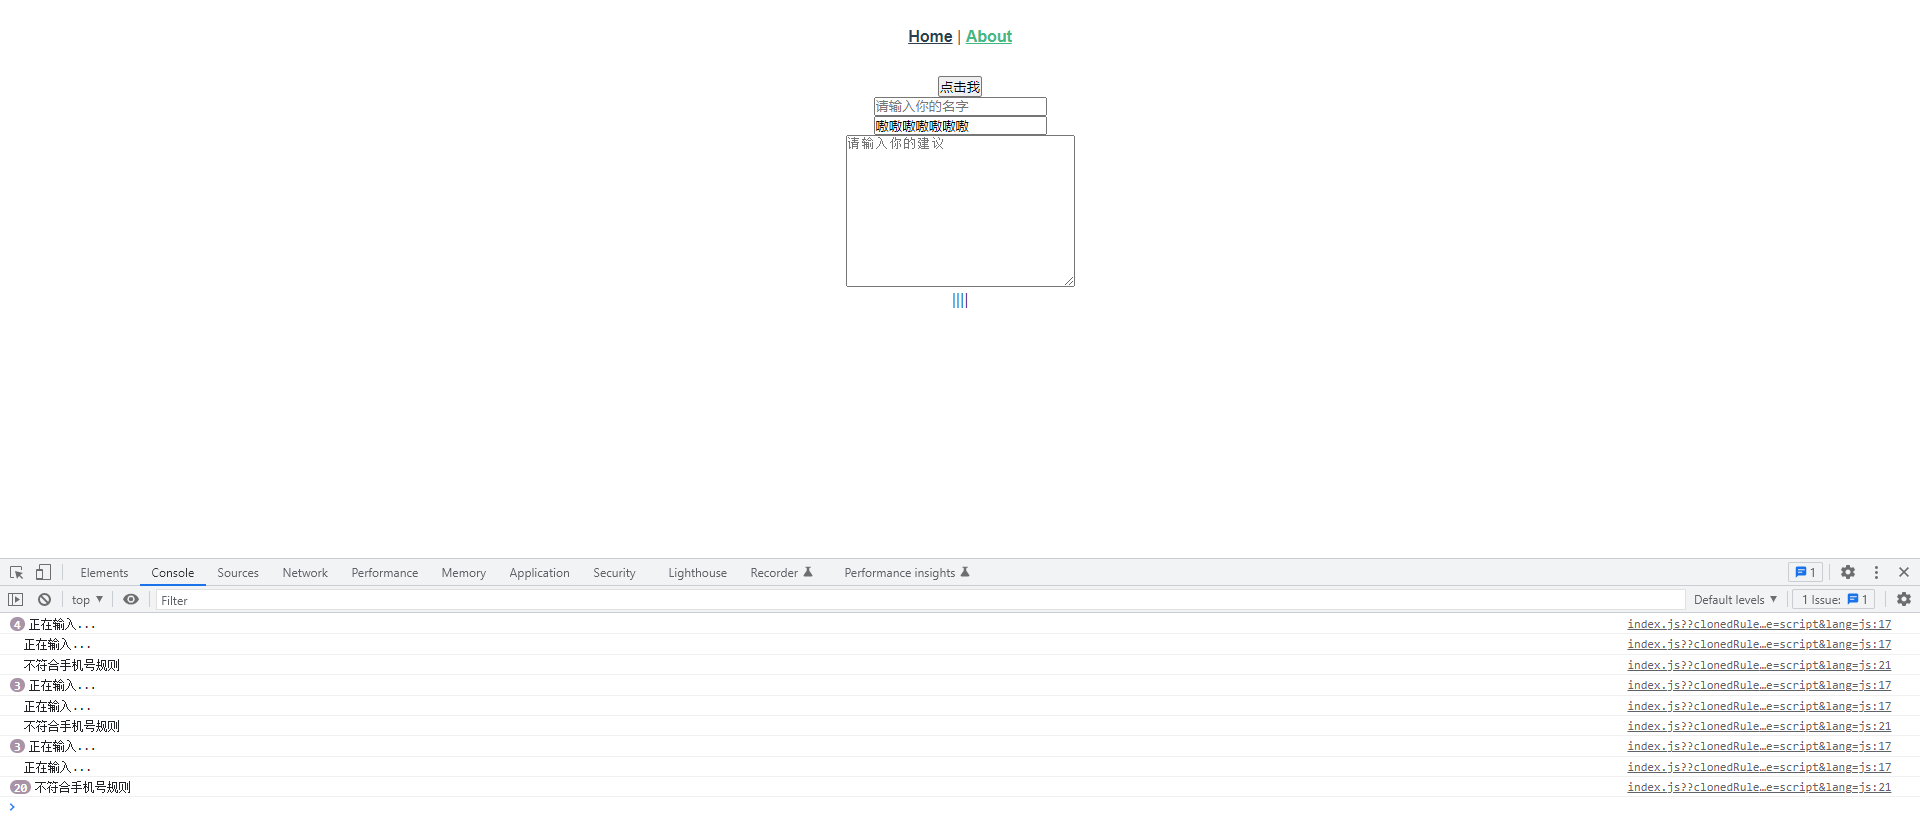 Home | About
点击我
请输入你的名字
嗷嗷嗷嗷嗷嗷嗷
请输入你的建议
||||
Elements Console Sources Network Performance Memory Application Security Lighthouse Recorder Performance insights 1
top ▼ Filter Default levels ▼ 1 Issue: 1
4 正在输入... index.js??clonedRule…e=script&lang=js:17
正在输入... index.js??clonedRule…e=script&lang=js:17
不符合手机号规则 index.js??clonedRule…e=script&lang=js:21
3 正在输入... index.js??clonedRule…e=script&lang=js:17
正在输入... index.js??clonedRule…e=script&lang=js:17
不符合手机号规则 index.js??clonedRule…e=script&lang=js:21
3 正在输入... index.js??clonedRule…e=script&lang=js:17
正在输入... index.js??clonedRule…e=script&lang=js:17
20 不符合手机号规则 index.js??clonedRule…e=script&lang=js:21